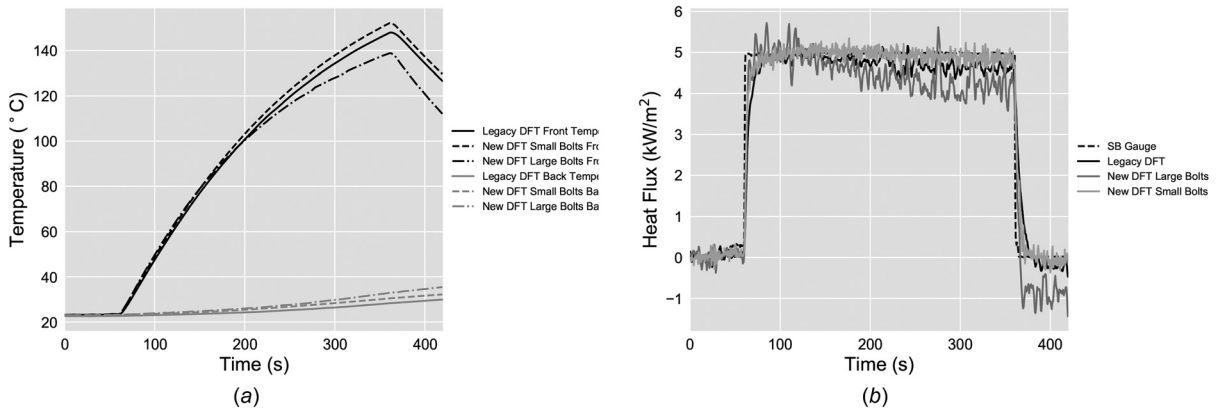 140
120
100
80
60
40
20
0
100
200
300
400
Temperature (°C)
Time (s)
Legacy DFT Front Tempe
New DFT Small Bolts Fro
New DFT Large Bolts Fro
Legacy DFT Back Tempe
New DFT Small Bolts Ba
New DFT Large Bolts Ba
(a)
6
5
4
3
2
1
0
−1
0
100
200
300
400
Heat Flux (kW/m²)
Time (s)
SB Gauge
Legacy DFT
New DFT Large Bolts
New DFT Small Bolts
(b)